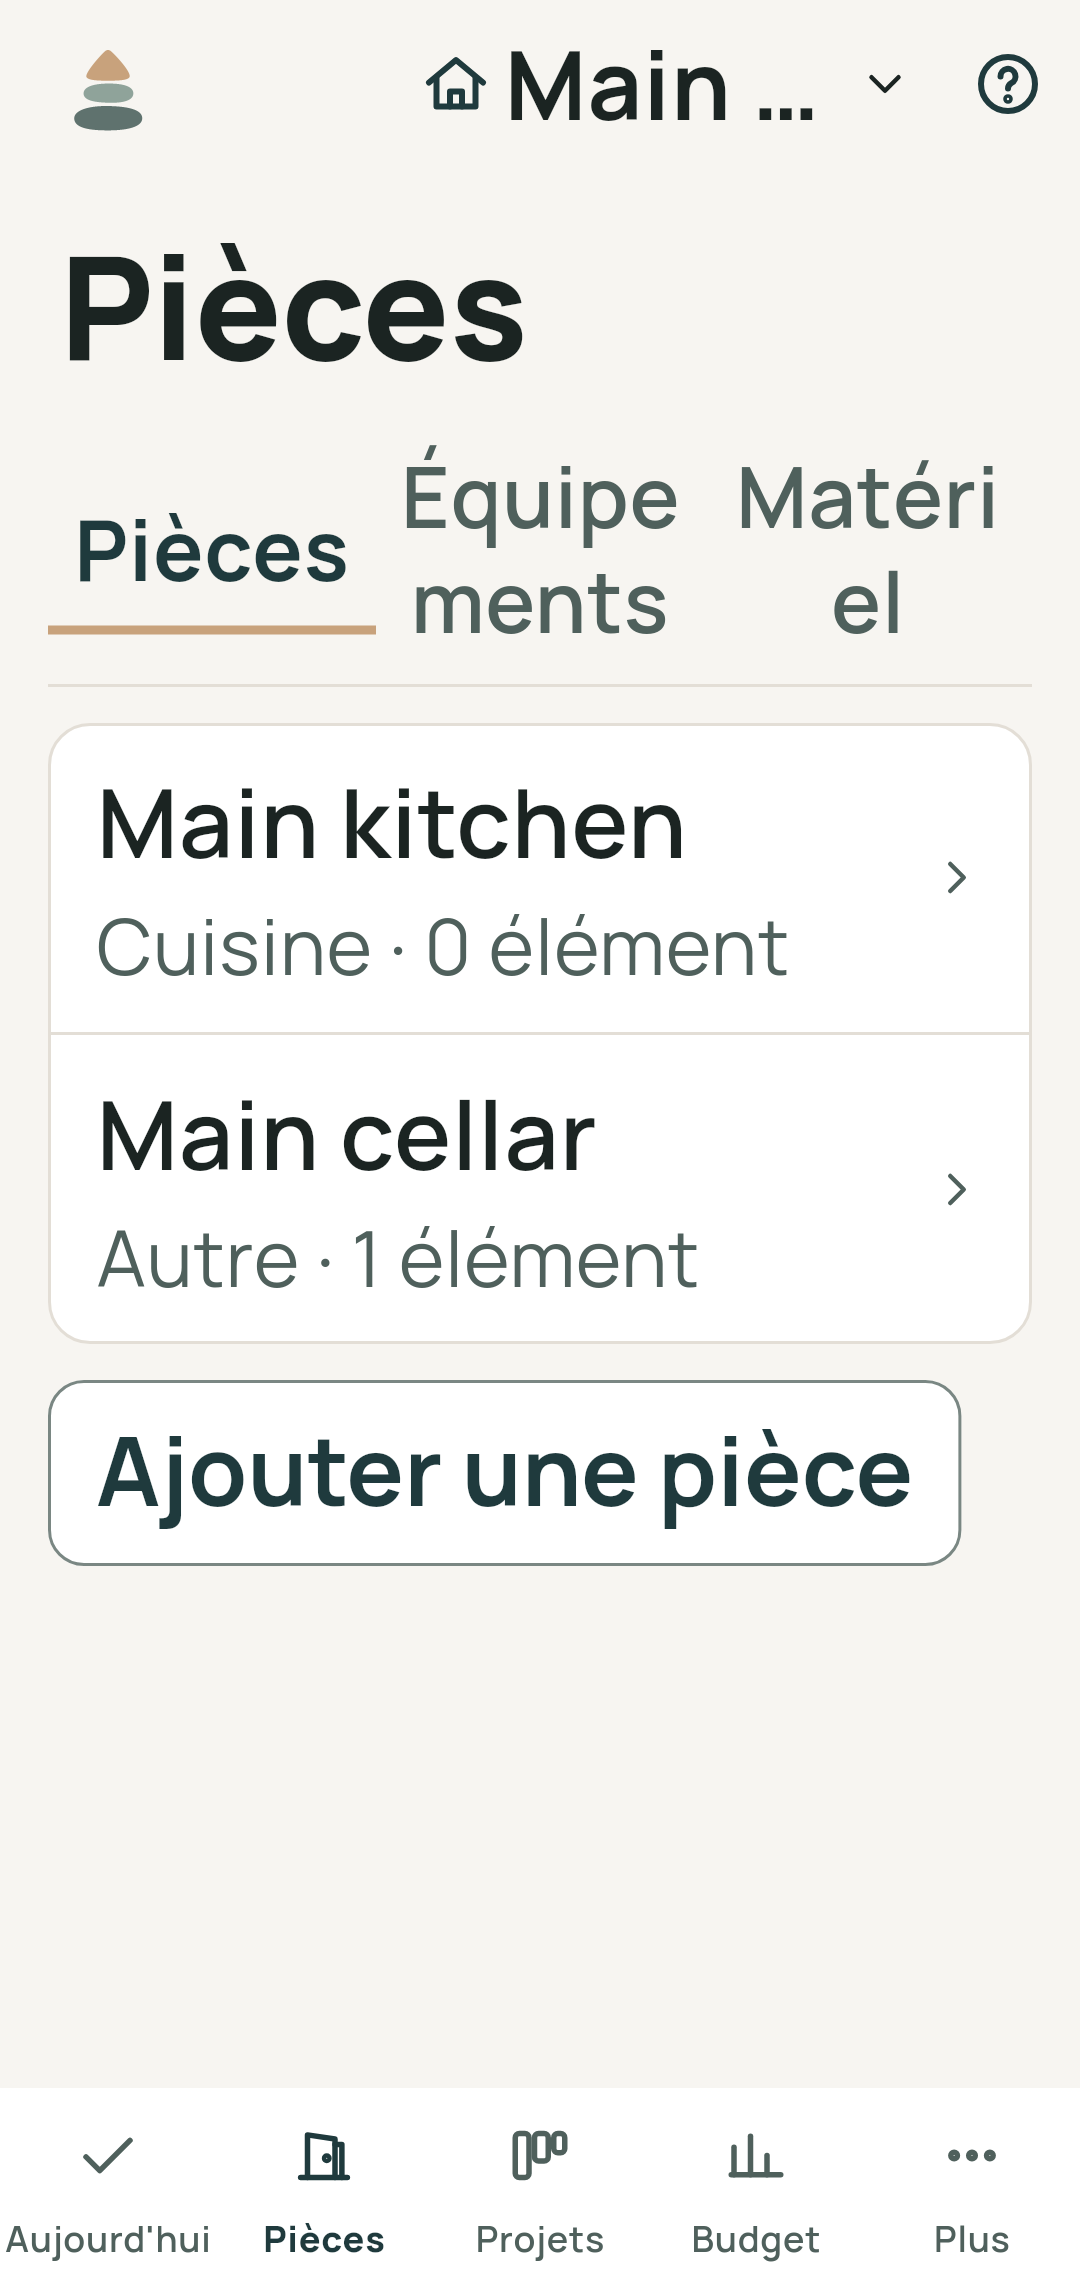 Main ...
Pièces
Pièces
Équipe
ments
Matéri
el
Main kitchen
Cuisine · 0 élément
Main cellar
Autre · 1 élément
Ajouter une pièce
Aujourd'hui
Pièces
Projets
Budget
Plus